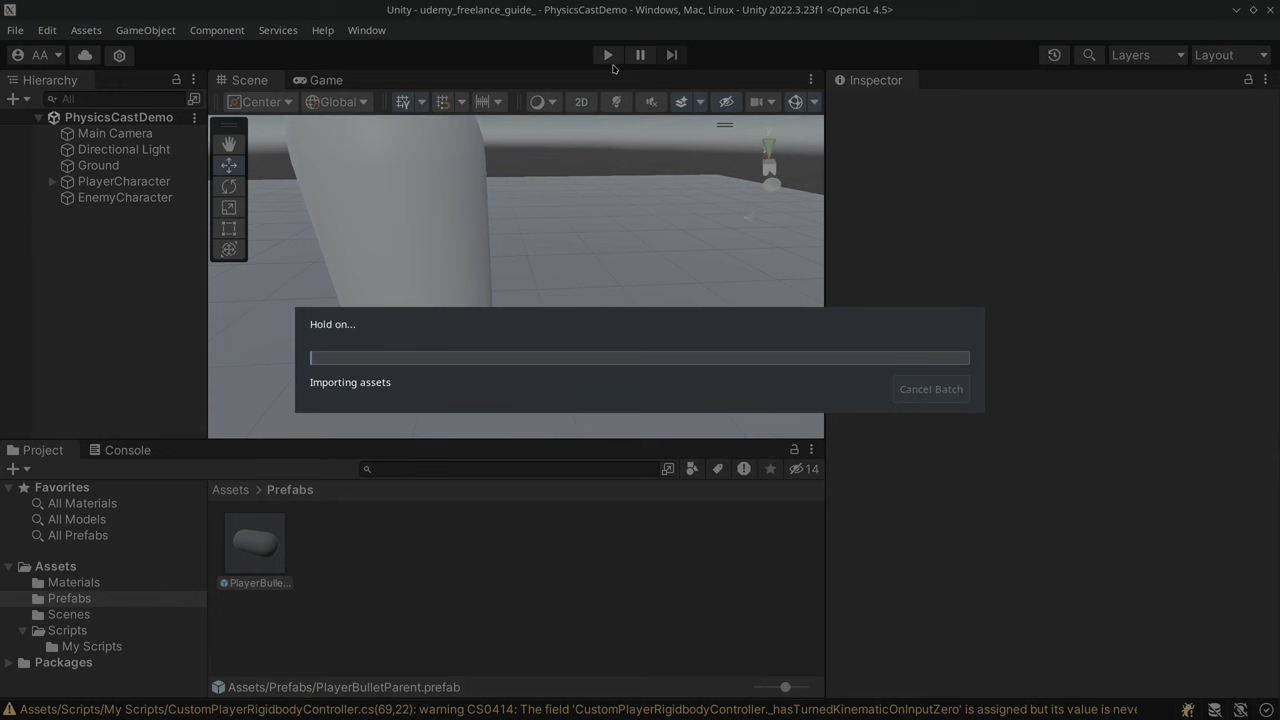 Unity - udemy_freelance_guide_ - PhysicsCastDemo - Windows, Mac, Linux - Unity 2022.3.23f1 <OpenGL 4.5>
File Edit Assets GameObject Component Services Help Window
AA Layers Layout
Hierarchy Scene Game Inspector
All Center Global 2D
PhysicsCastDemo
Main Camera
Directional Light
Ground
PlayerCharacter
EnemyCharacter
Hold on...
Importing assets
Cancel Batch
Project Console
14
Favorites
All Materials
All Models
All Prefabs
Assets
Materials
Prefabs
Scenes
Scripts
My Scripts
Packages
Assets > Prefabs
PlayerBulle...
Assets/Prefabs/PlayerBulletParent.prefab
Assets/Scripts/My Scripts/CustomPlayerRigidbodyController.cs(69,22): warning CS0414: The field 'CustomPlayerRigidbodyController._hasTurnedKinematicOnInputZero' is assigned but its value is neve